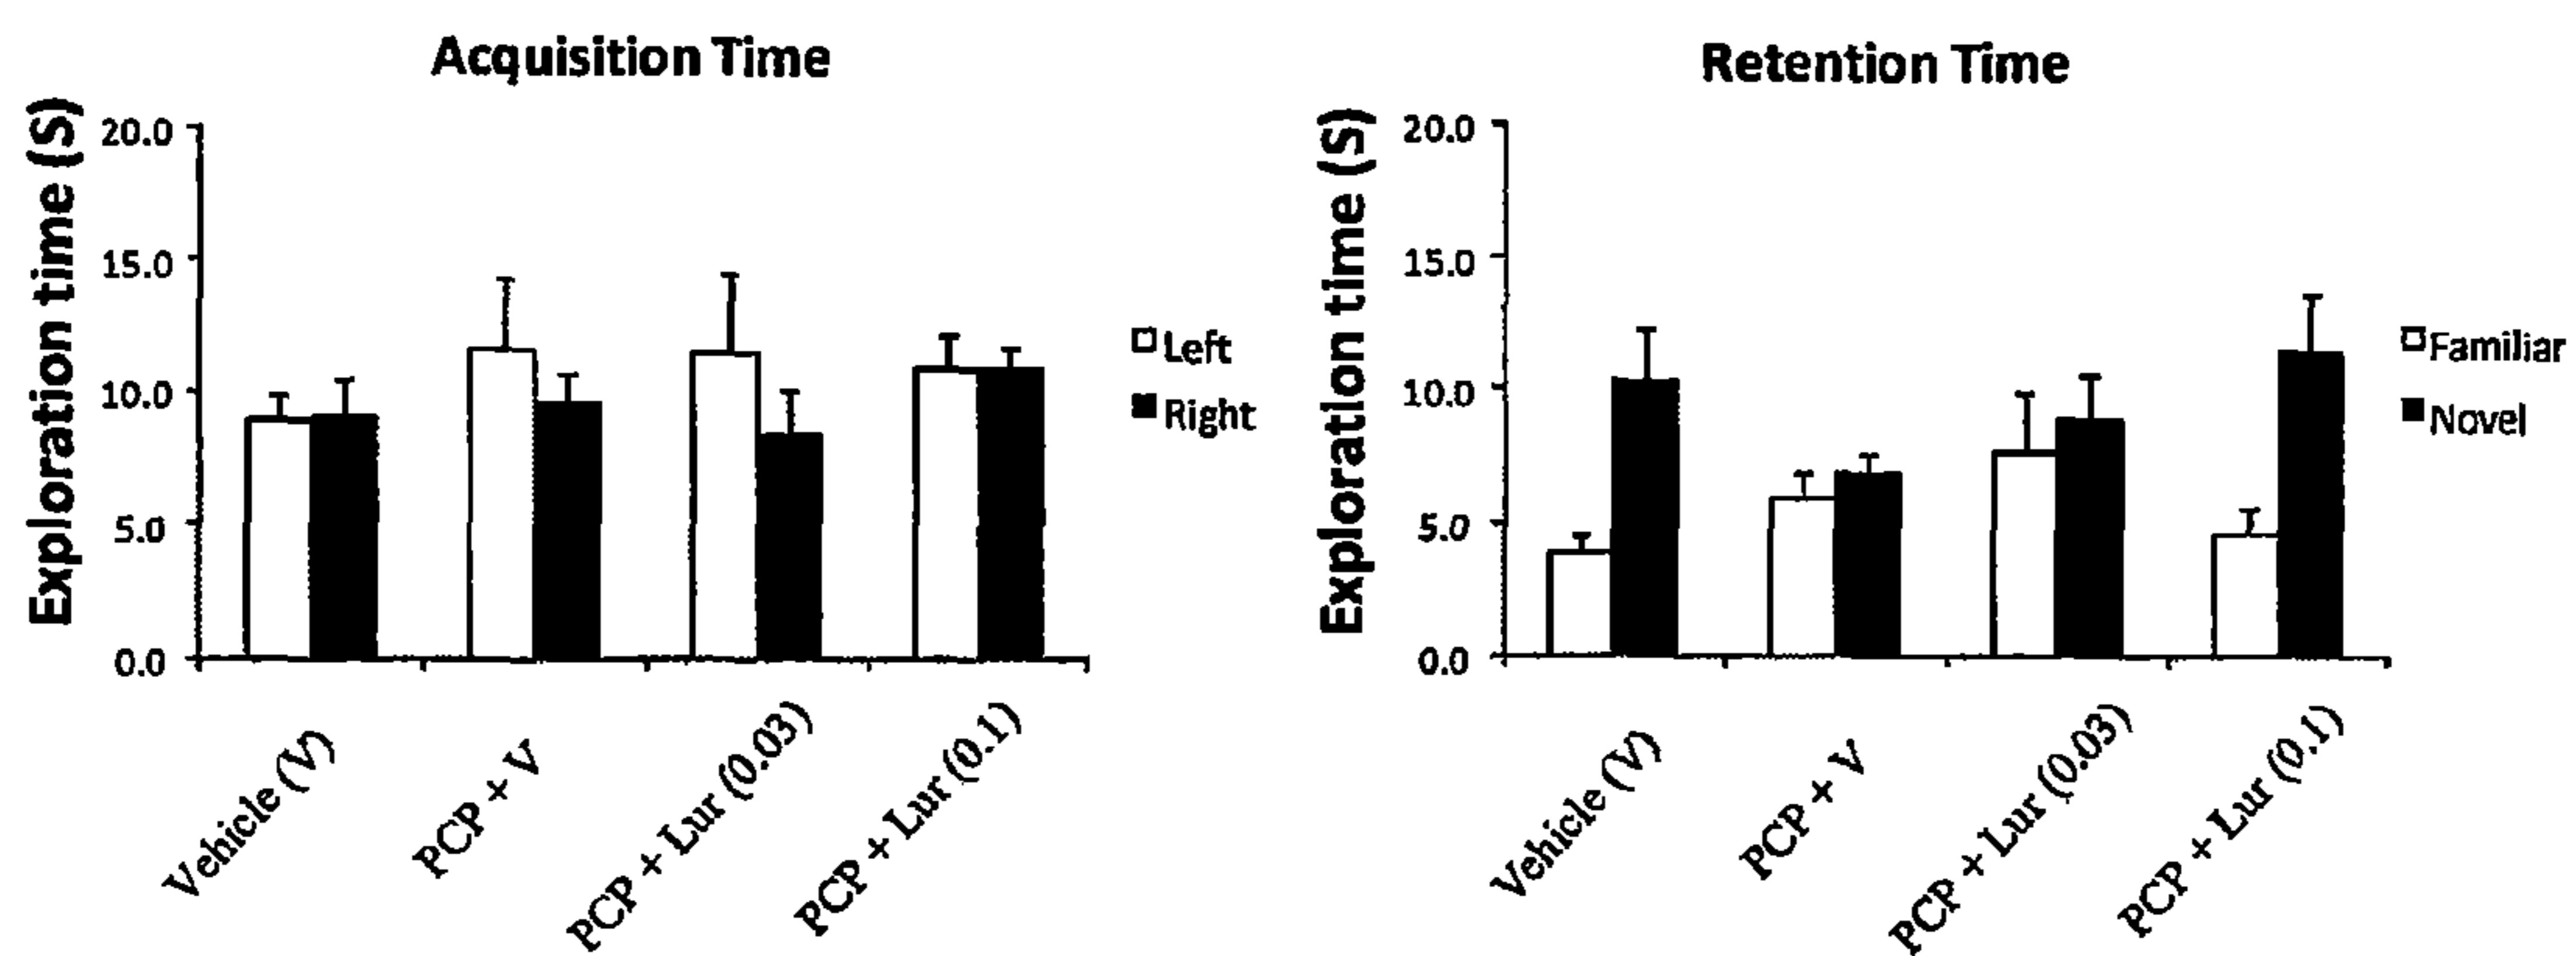 Acquisition Time
Exploration time (S)
20.0
15.0
10.0
5.0
0.0
Vehicle (V)
PCP + V
PCP + Lur (0.03)
PCP + Lur (0.1)
Left
Right
Retention Time
Exploration time (S)
20.0
15.0
10.0
5.0
0.0
Vehicle (V)
PCP + V
PCP + Lur (0.03)
PCP + Lur (0.1)
Familiar
Novel